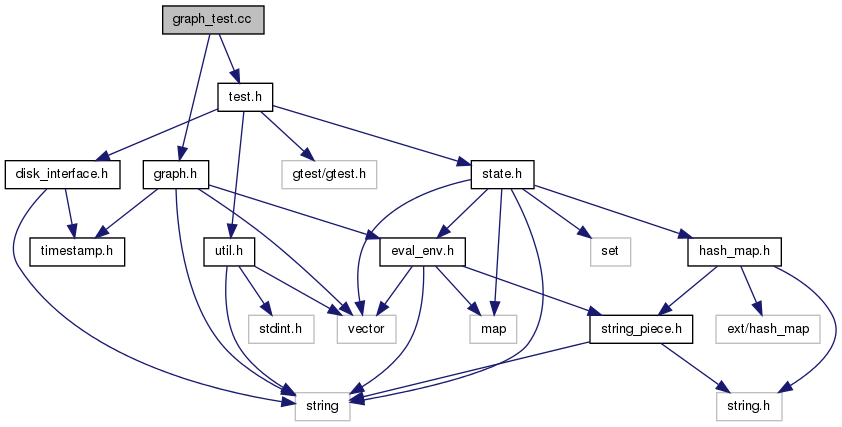 graph_test.cc
test.h
disk_interface.h
graph.h
gtest/gtest.h
state.h
timestamp.h
util.h
eval_env.h
set
hash_map.h
stdint.h
vector
map
string_piece.h
ext/hash_map
string
string.h